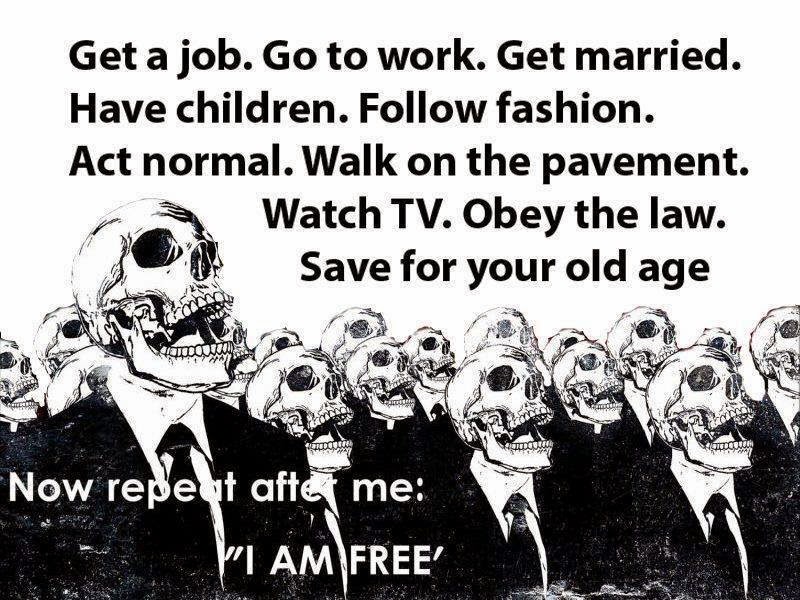 Get a job. Go to work. Get married.
Have children. Follow fashion.
Act normal. Walk on the pavement.
Watch TV. Obey the law.
Save for your old age
Now repeat after me:
"I AM FREE'